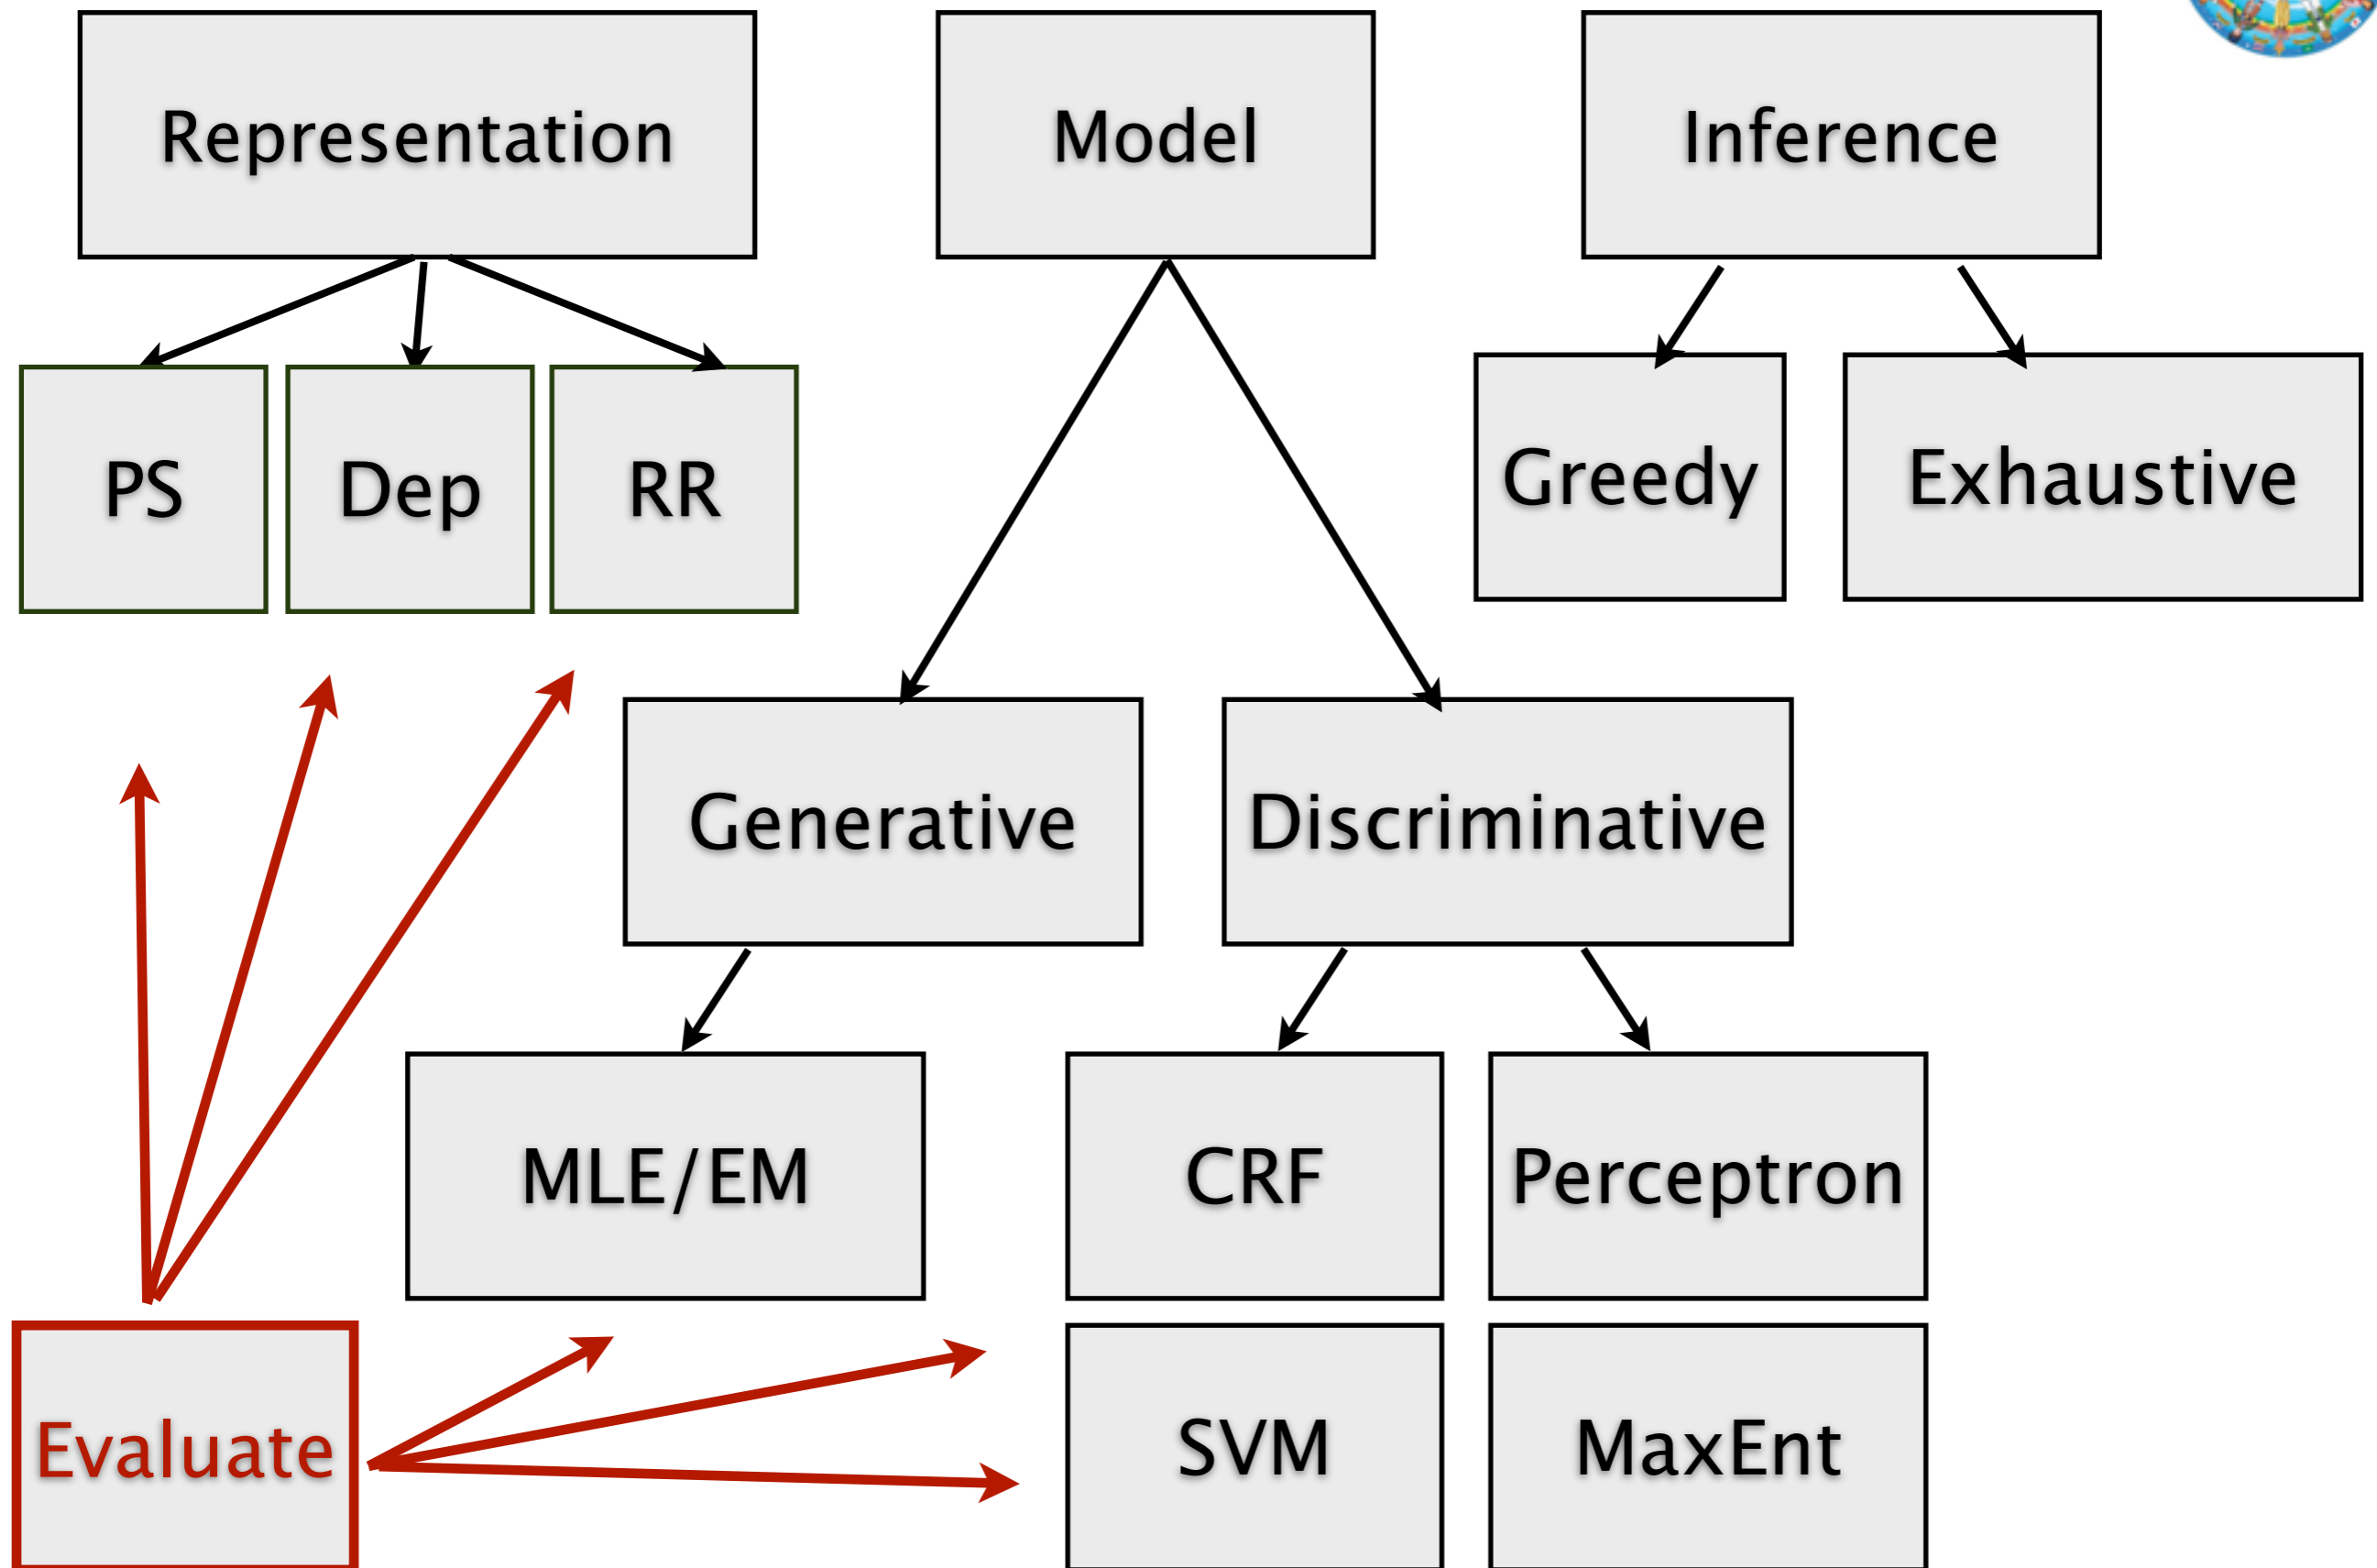 Representation
Model
Inference
PS
Dep
RR
Greedy
Exhaustive
Generative
Discriminative
MLE/EM
CRF
Perceptron
Evaluate
SVM
MaxEnt